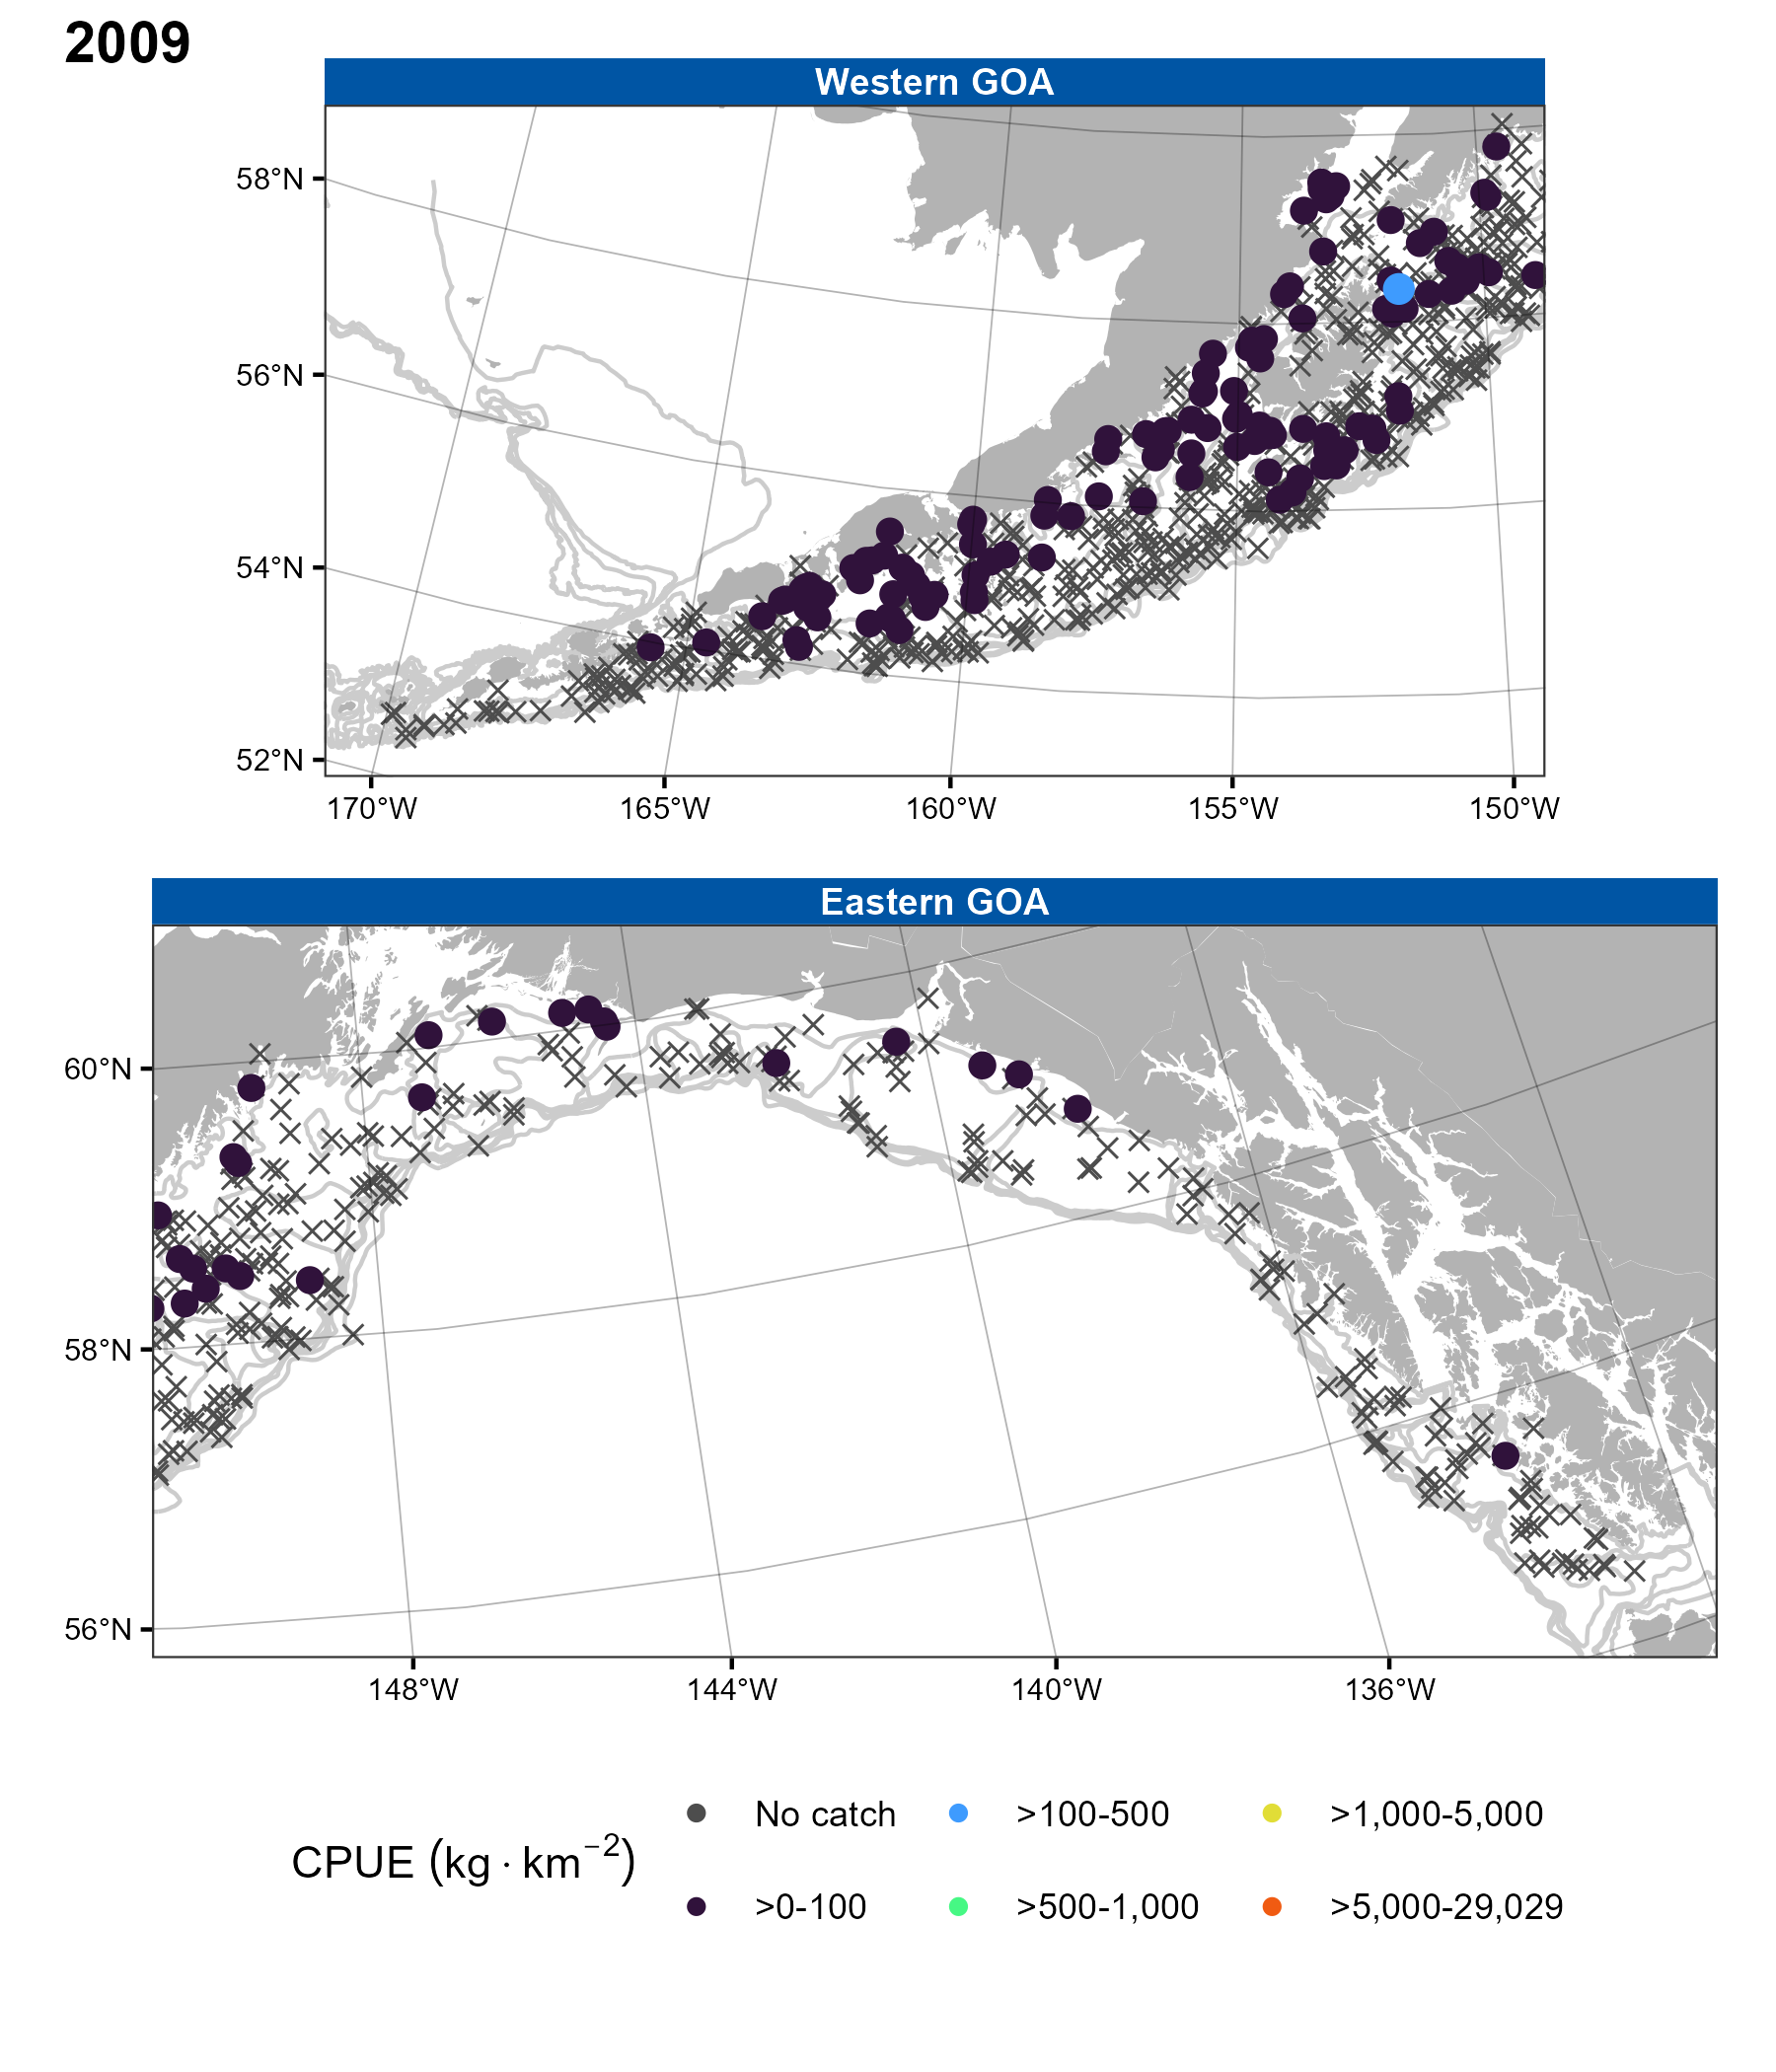 2009
Western GOA
58°N
56°N
54°N
52°N
170°W 165°W 160°W 155°W 150°W
Eastern GOA
60°N
58°N
56°N
148°W 144°W 140°W 136°W
CPUE (kg · km⁻²)
No catch >100-500 >1,000-5,000
>0-100 >500-1,000 >5,000-29,029